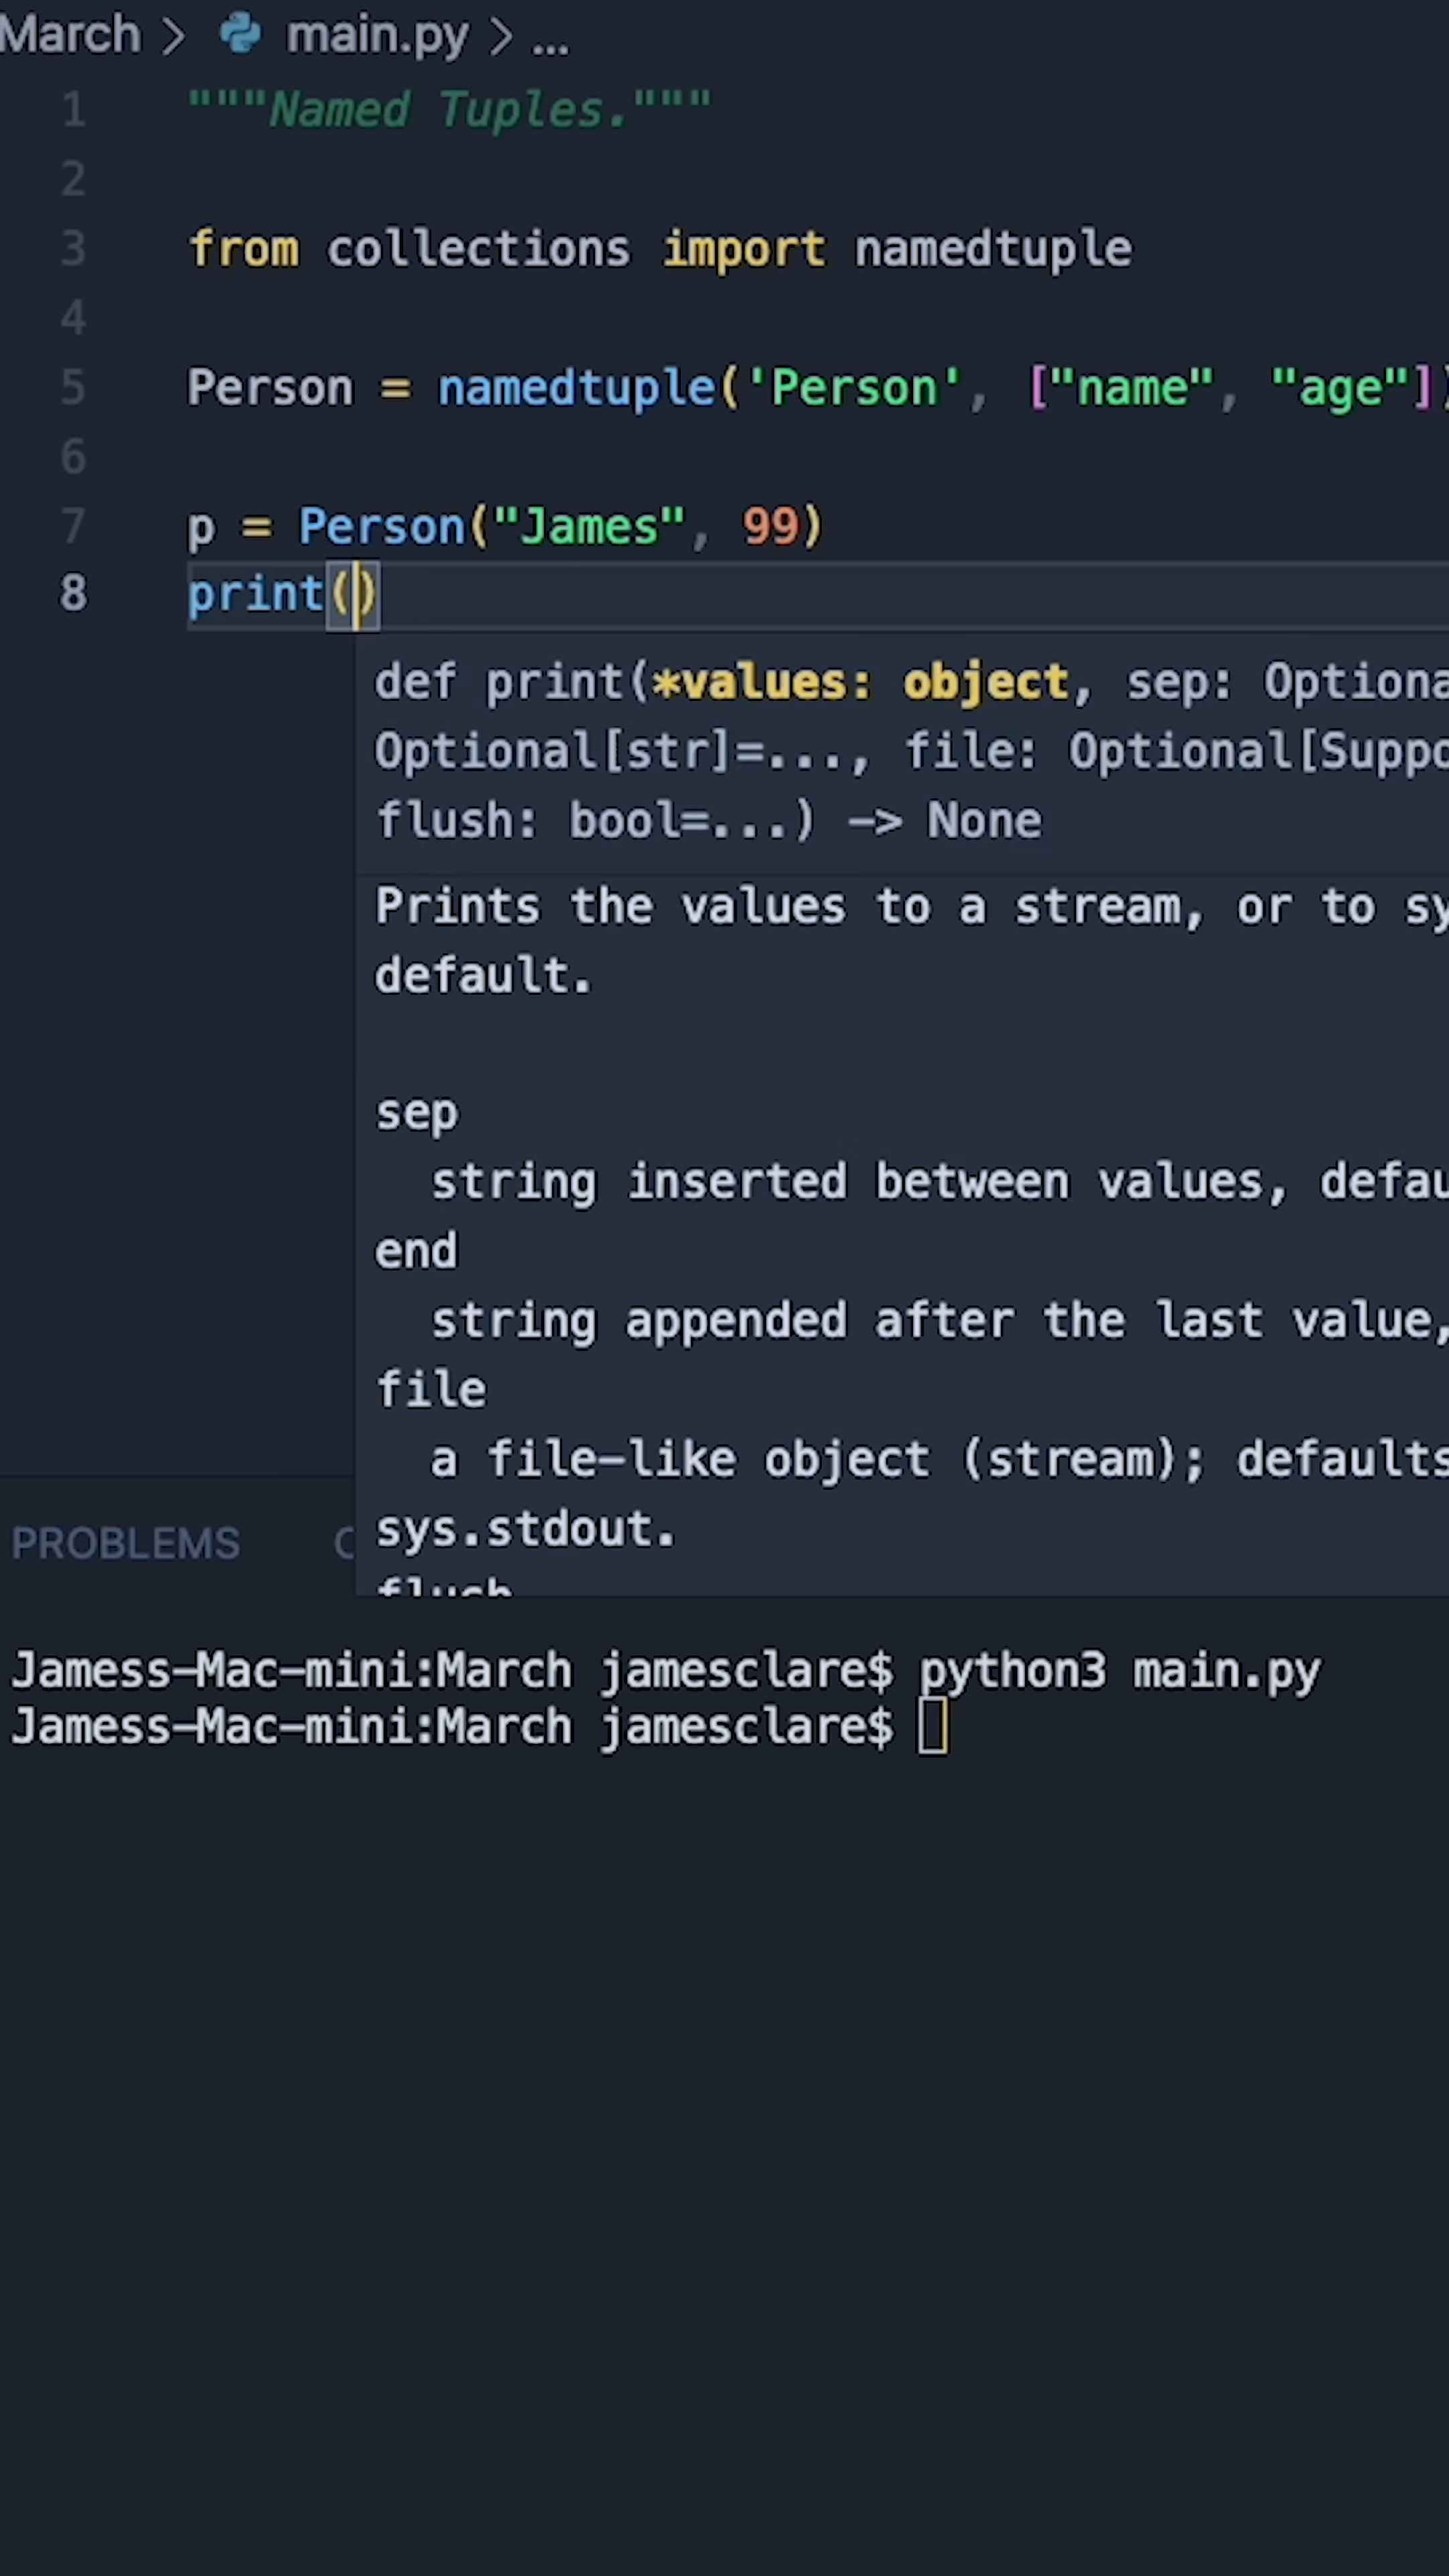 March > main.py > ...
1 """Named Tuples."""
2
3 from collections import namedtuple
4
5 Person = namedtuple('Person', ["name", "age"])
6
7 p = Person("James", 99)
8 print()
def print(*values: object, sep: Optiona
Optional[str]=..., file: Optional[Suppo
flush: bool=...) -> None
Prints the values to a stream, or to sy
default.
sep
string inserted between values, defau
end
string appended after the last value,
file
a file-like object (stream); defaults
sys.stdout.
flush
PROBLEMS
Jamess-Mac-mini:March jamesclare$ python3 main.py
Jamess-Mac-mini:March jamesclare$